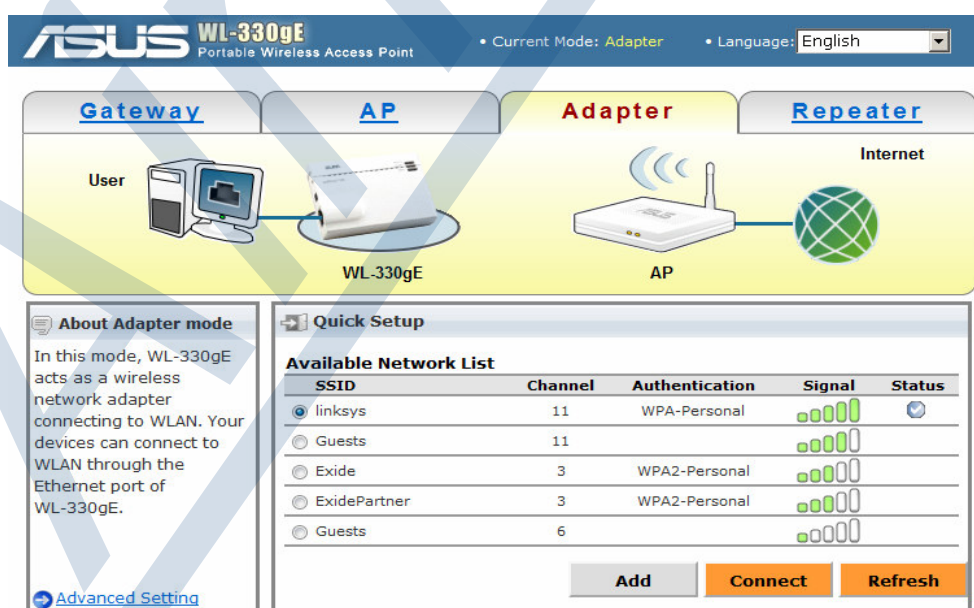 ASUS WL-330gE
Portable Wireless Access Point
• Current Mode: Adapter • Language: English
Gateway AP Adapter Repeater
User
Internet
WL-330gE
AP
About Adapter mode
In this mode, WL-330gE
acts as a wireless
network adapter
connecting to WLAN. Your
devices can connect to
WLAN through the
Ethernet port of
WL-330gE.
Advanced Setting
Quick Setup
Available Network List
SSID Channel Authentication Signal Status
linksys 11 WPA-Personal
Guests 11
Exide 3 WPA2-Personal
ExidePartner 3 WPA2-Personal
Guests 6
Add Connect Refresh